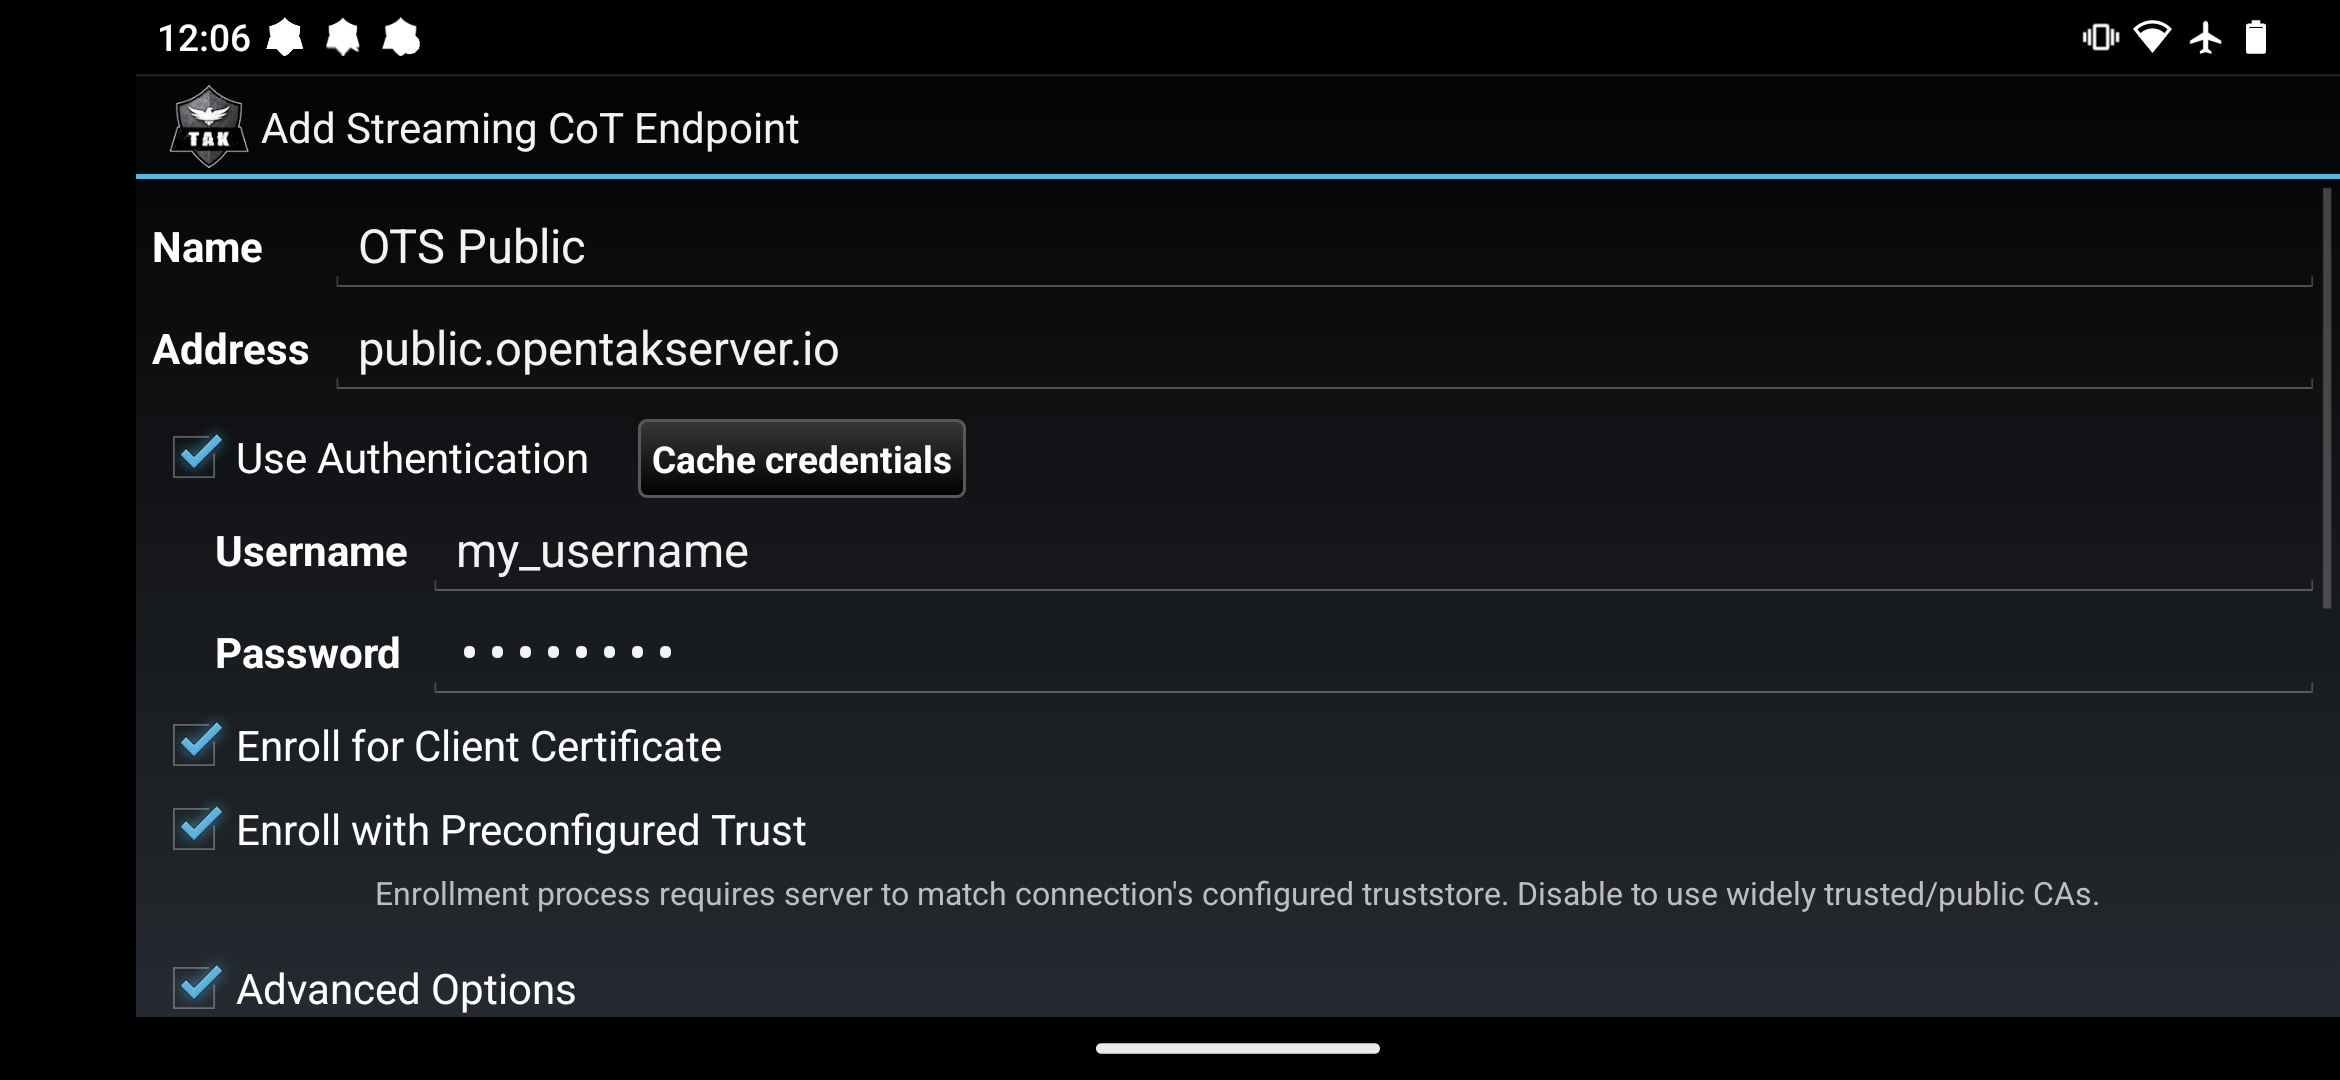 12:06
TAK
Add Streaming CoT Endpoint
Name OTS Public
Address public.opentakserver.io
Use Authentication Cache credentials
Username my_username
Password ••••••••
Enroll for Client Certificate
Enroll with Preconfigured Trust
Enrollment process requires server to match connection's configured truststore. Disable to use widely trusted/public CAs.
Advanced Options